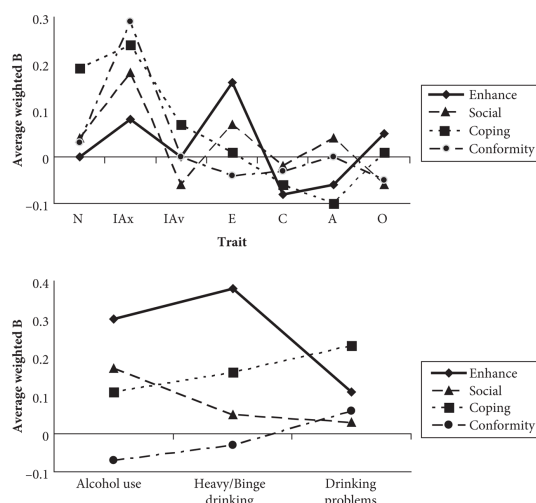 0.3
0.2
0.1
0
−0.1
Average weighted B
N IAx IAv E C A O
Trait
Enhance
Social
Coping
Conformity
0.4
0.3
0.2
0.1
0
−0.1
Average weighted B
Alcohol use Heavy/Binge Drinking
drinking problems
Enhance
Social
Coping
Conformity